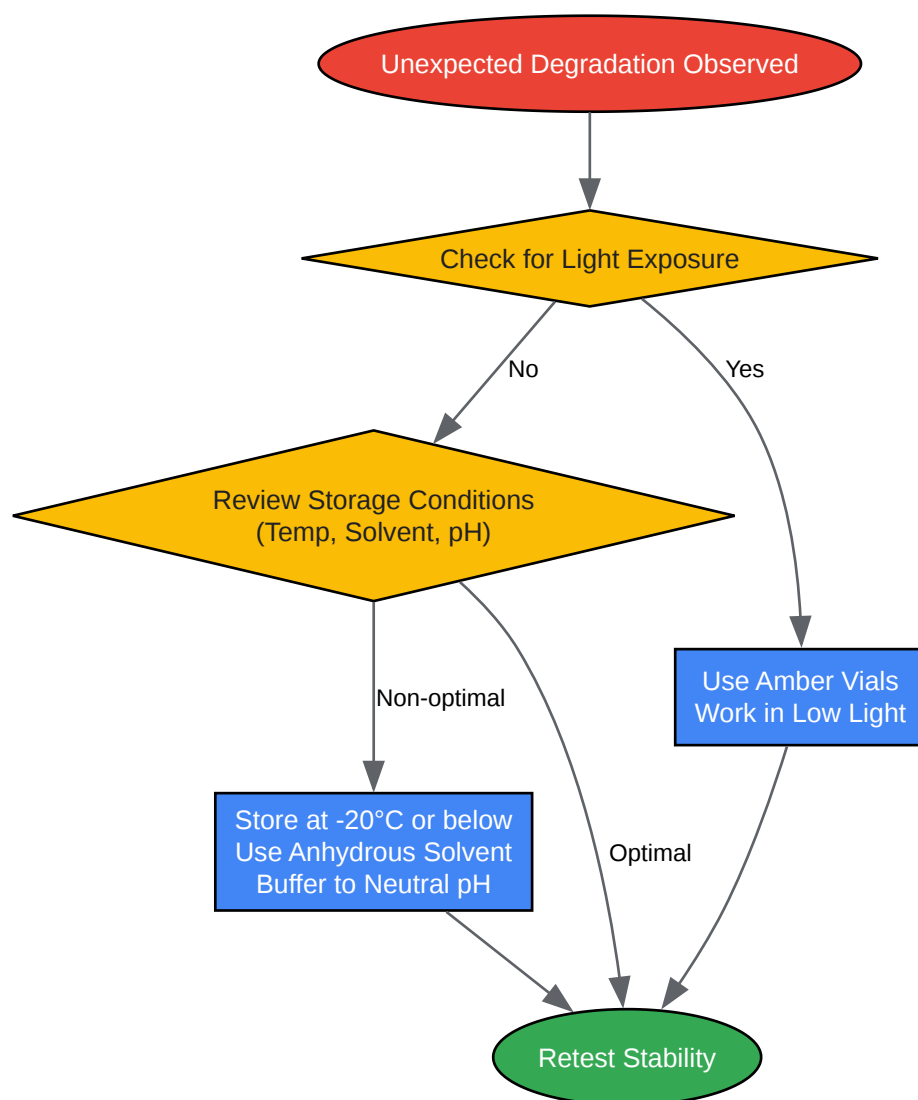 Unexpected Degradation Observed
Check for Light Exposure
No
Yes
Review Storage Conditions
(Temp, Solvent, pH)
Use Amber Vials
Work in Low Light
Non-optimal
Store at -20°C or below
Use Anhydrous Solvent
Buffer to Neutral pH
Optimal
Retest Stability